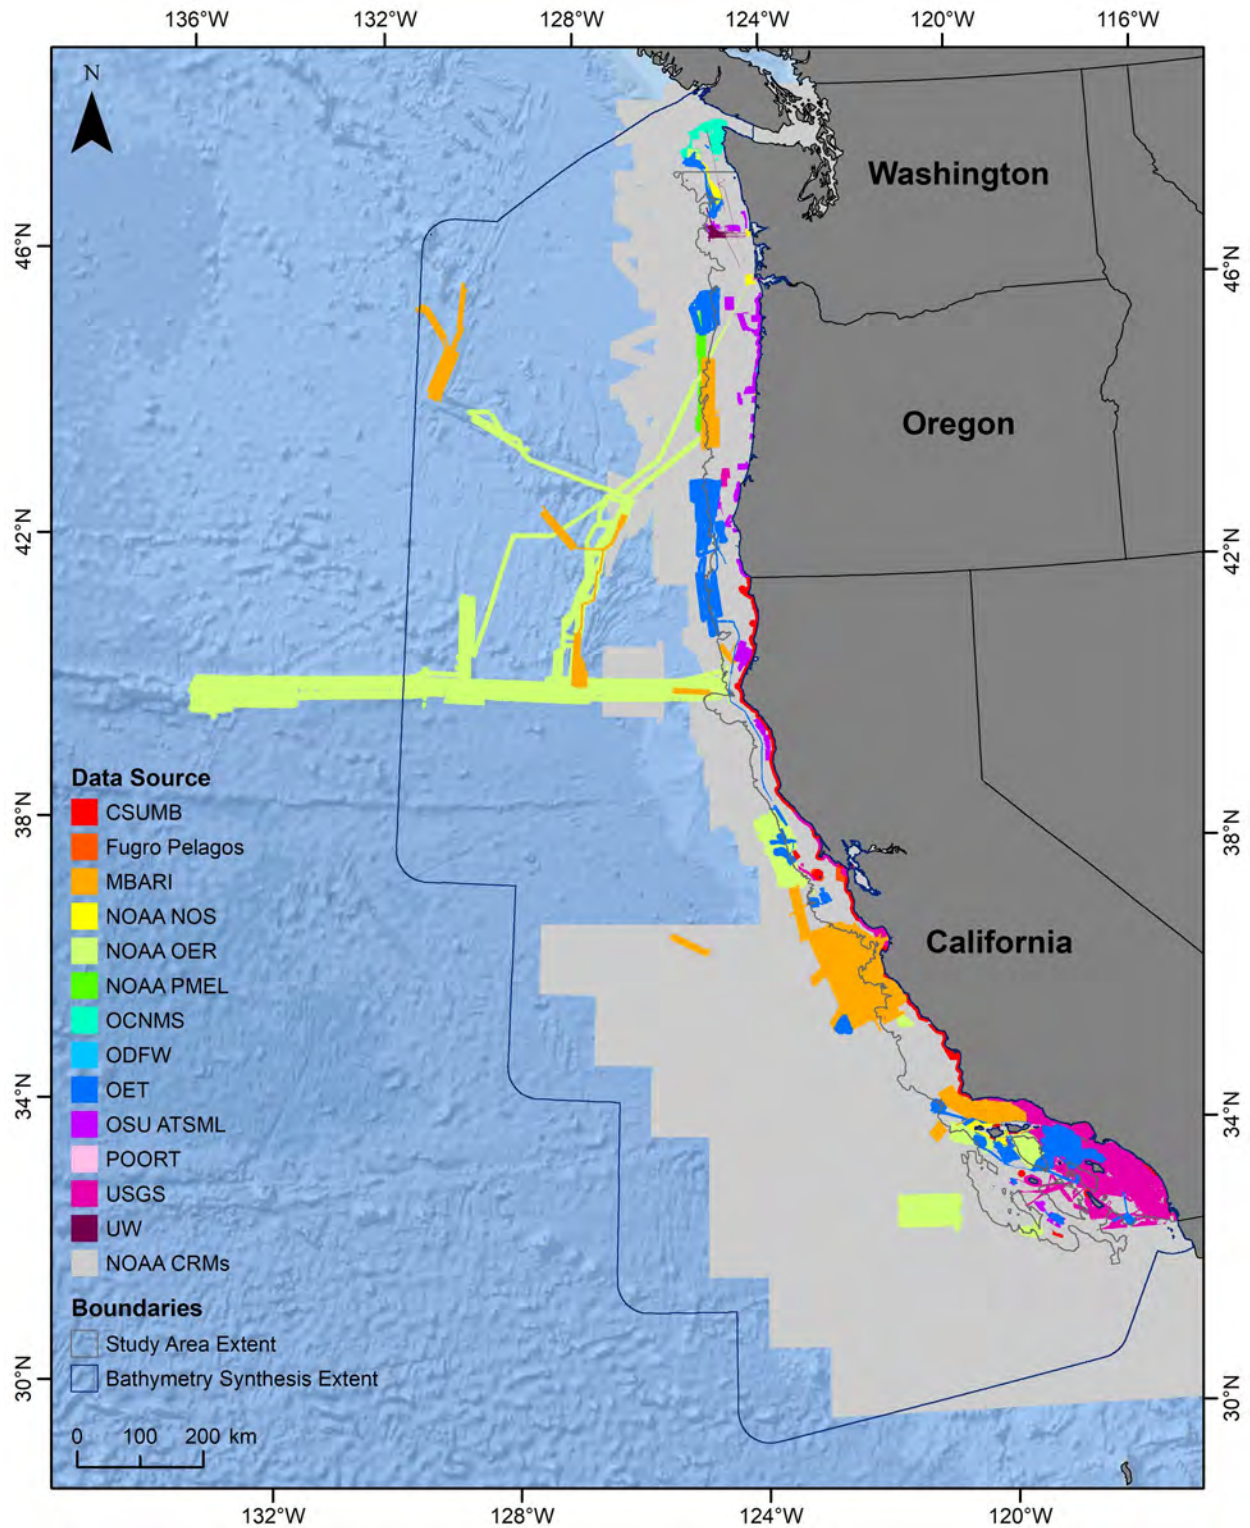 136°W 132°W 128°W 124°W 120°W 116°W
N
Washington
46°N 46°N
Oregon
42°N 42°N
Data Source
CSUMB
38°N 38°N
Fugro Pelagos
MBARI
NOAA NOS
California
NOAA OER
NOAA PMEL
OCNMS
ODFW
OET
34°N 34°N
OSU ATSML
POORT
USGS
UW
NOAA CRMs
Boundaries
Study Area Extent
Bathymetry Synthesis Extent
30°N 30°N
0 100 200 km
132°W 128°W 124°W 120°W